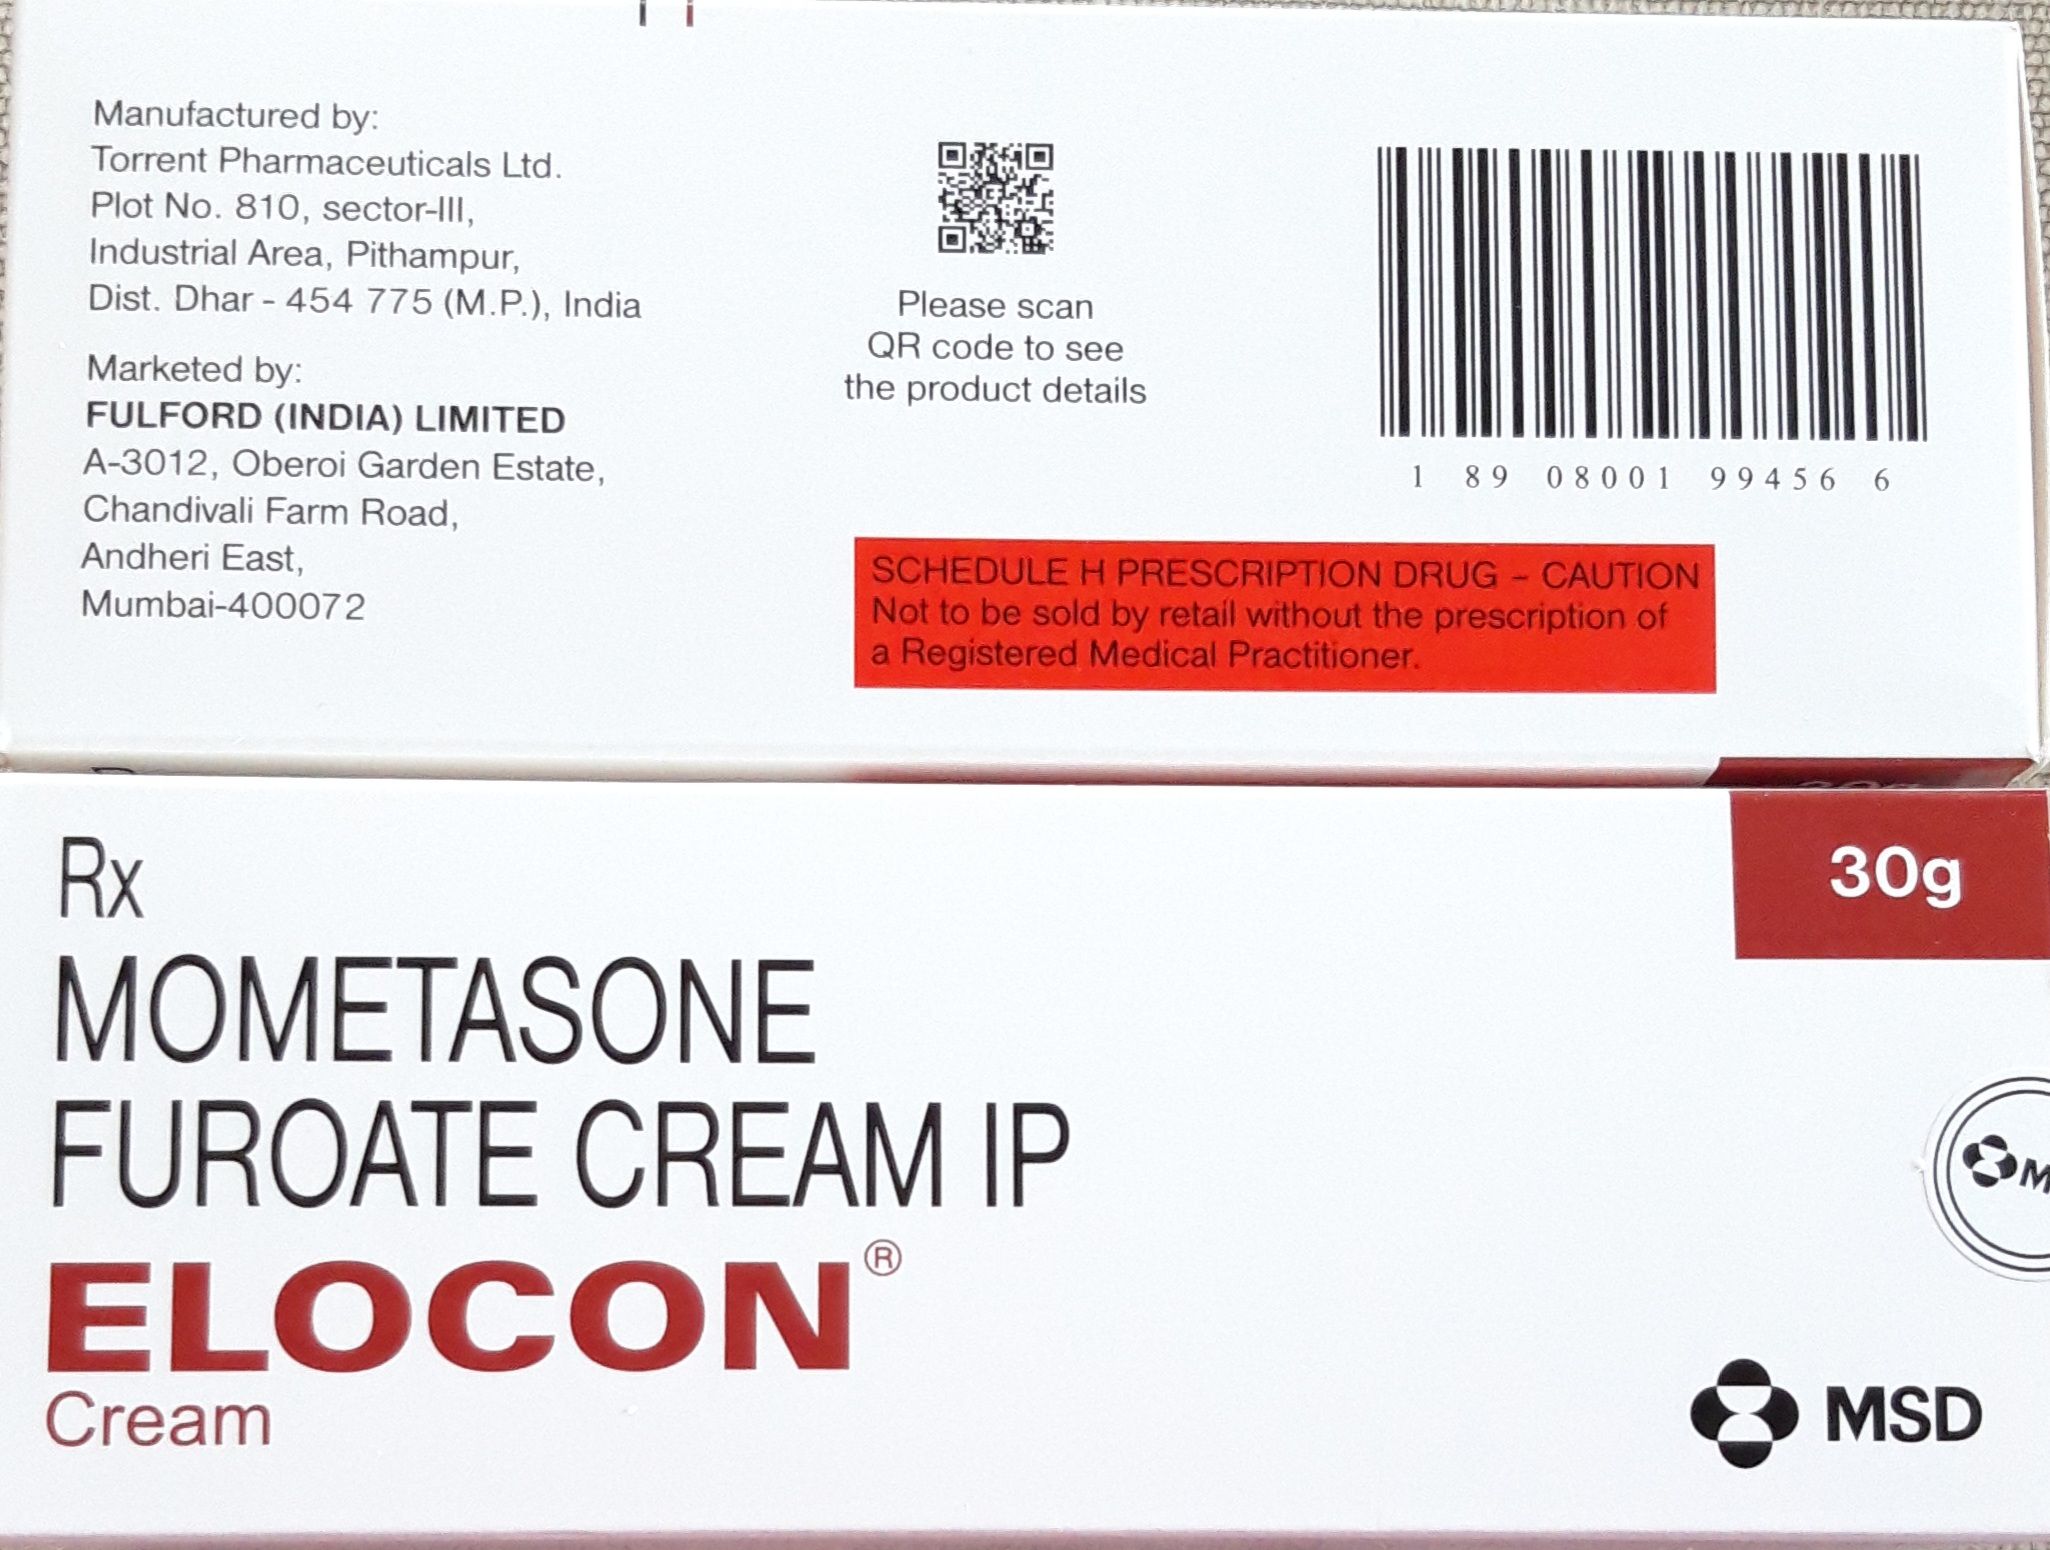 Manufactured by:
Torrent Pharmaceuticals Ltd.
Plot No. 810, sector-III,
Industrial Area, Pithampur,
Dist. Dhar - 454 775 (M.P.), India
Marketed by:
FULFORD (INDIA) LIMITED
A-3012, Oberoi Garden Estate,
Chandivali Farm Road,
Andheri East,
Mumbai-400072
Please scan
QR code to see
the product details
1 89 08001 99456 6
SCHEDULE H PRESCRIPTION DRUG - CAUTION
Not to be sold by retail without the prescription of
a Registered Medical Practitioner.
30g
Rx
MOMETASONE
FUROATE CREAM IP
ELOCON®
Cream
MSD